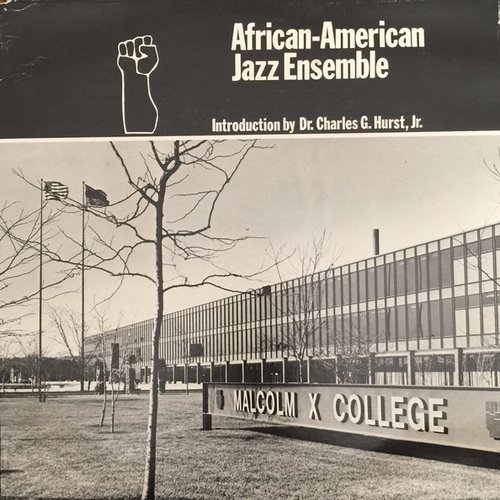 African-American
Jazz Ensemble
Introduction by Dr. Charles G. Hurst, Jr.
MALCOLM X COLLEGE